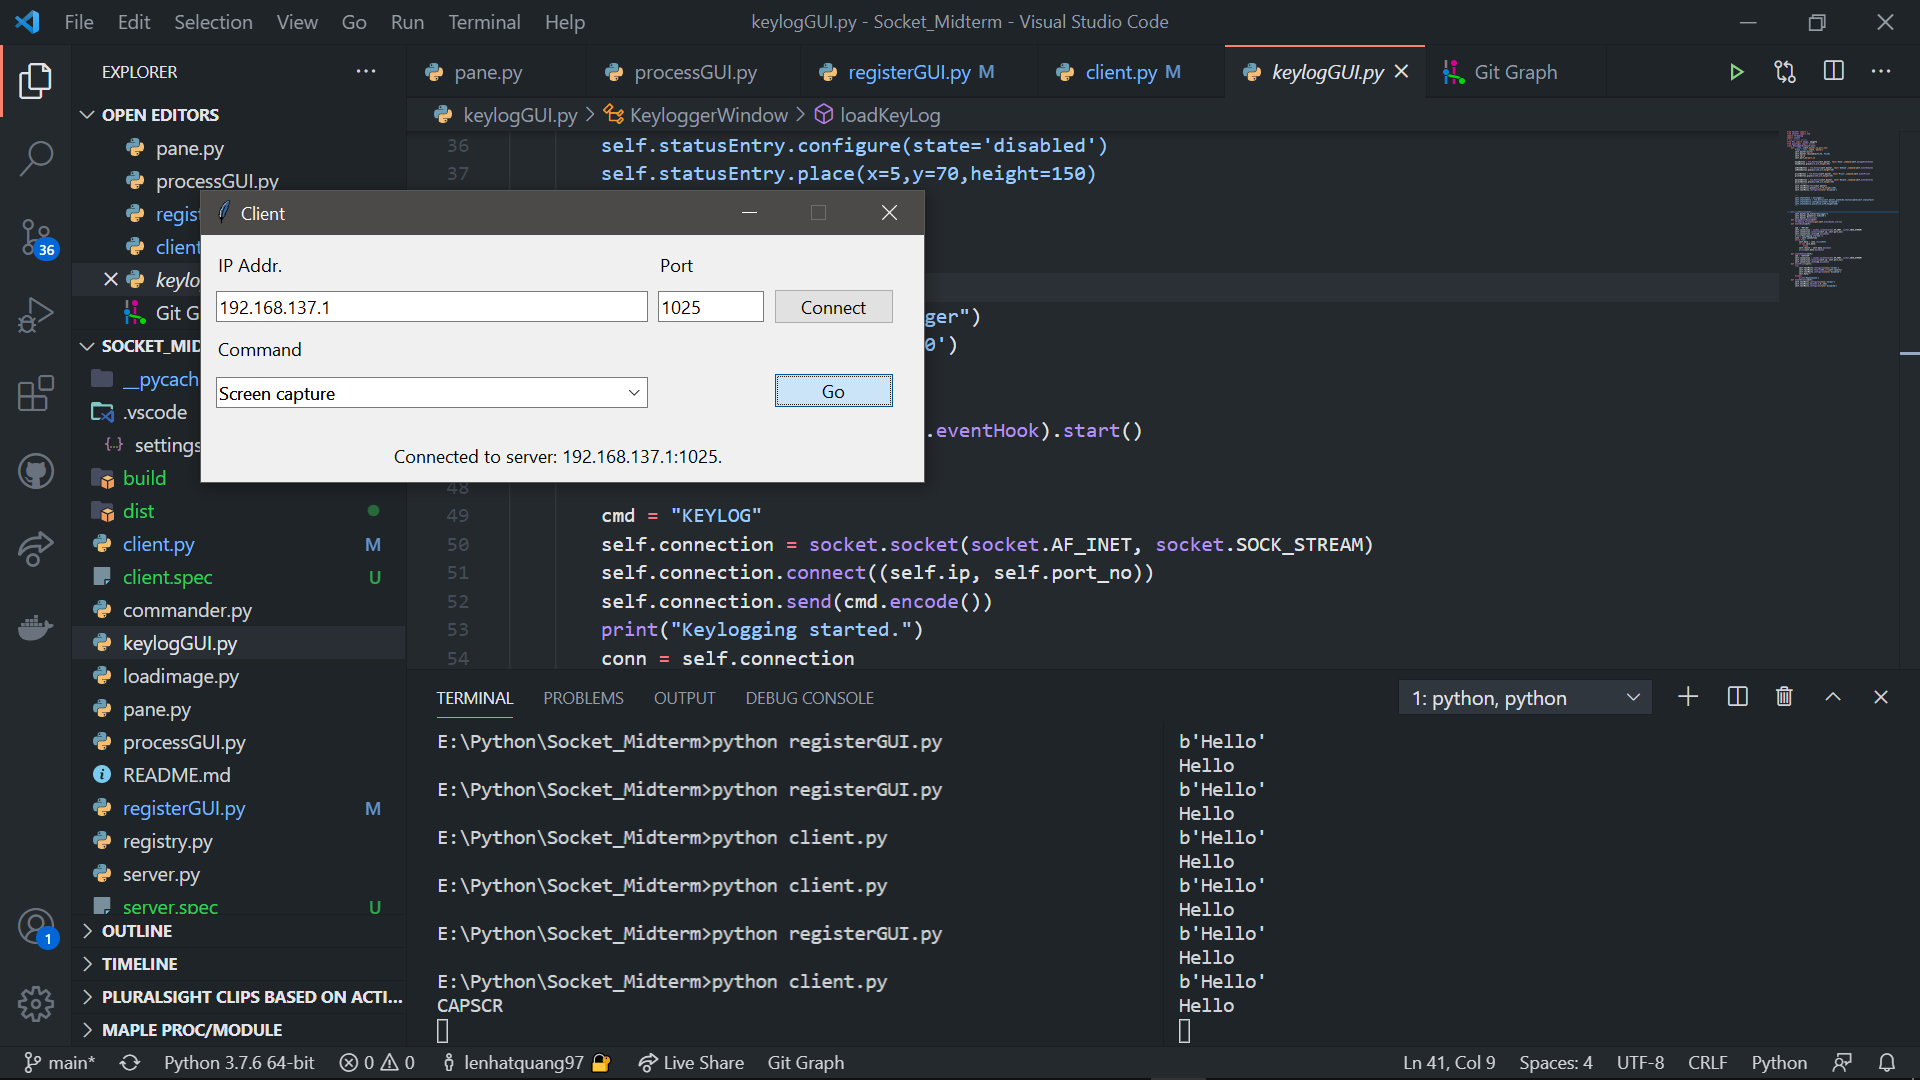 File Edit Selection View Go Run Terminal Help
keylogGUI.py - Socket_Midterm - Visual Studio Code
EXPLORER
pane.py
processGUI.py
registerGUI.py M
client.py M
keylogGUI.py
Git Graph
OPEN EDITORS
keylogGUI.py > KeyloggerWindow > loadKeyLog
pane.py
processGUI.py
regist
client
keylo
Git G
SOCKET_MID
__pycach
.vscode
settings
build
dist
client.py M
client.spec U
commander.py
keylogGUI.py
loadimage.py
pane.py
processGUI.py
README.md
registerGUI.py M
registry.py
server.py
server.spec U
OUTLINE
TIMELINE
PLURALSIGHT CLIPS BASED ON ACTI...
MAPLE PROC/MODULE
36
1
36 self.statusEntry.configure(state='disabled')
37 self.statusEntry.place(x=5,y=70,height=150)
Client
IP Addr.
Port
192.168.137.1
1025
Connect
Command
Screen capture
Go
Connected to server: 192.168.137.1:1025.
ger")
0')
.eventHook).start()
48
49 cmd = "KEYLOG"
50 self.connection = socket.socket(socket.AF_INET, socket.SOCK_STREAM)
51 self.connection.connect((self.ip, self.port_no))
52 self.connection.send(cmd.encode())
53 print("Keylogging started.")
54 conn = self.connection
TERMINAL PROBLEMS OUTPUT DEBUG CONSOLE
1: python, python
E:\Python\Socket_Midterm>python registerGUI.py
E:\Python\Socket_Midterm>python registerGUI.py
E:\Python\Socket_Midterm>python client.py
E:\Python\Socket_Midterm>python client.py
E:\Python\Socket_Midterm>python registerGUI.py
E:\Python\Socket_Midterm>python client.py
CAPSCR
b'Hello'
Hello
b'Hello'
Hello
b'Hello'
Hello
b'Hello'
Hello
b'Hello'
Hello
b'Hello'
Hello
main* Python 3.7.6 64-bit 0 0 lenhatquang97 Live Share Git Graph
Ln 41, Col 9 Spaces: 4 UTF-8 CRLF Python